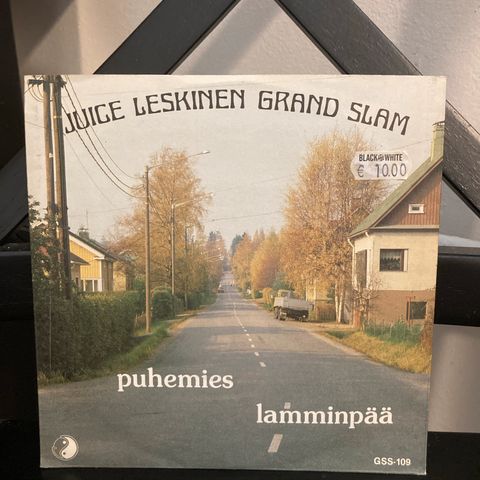 JUICE LESKINEN GRAND SLAM
BLACK WHITE
€ 10.00
puhemies
lamminpää
GSS-109